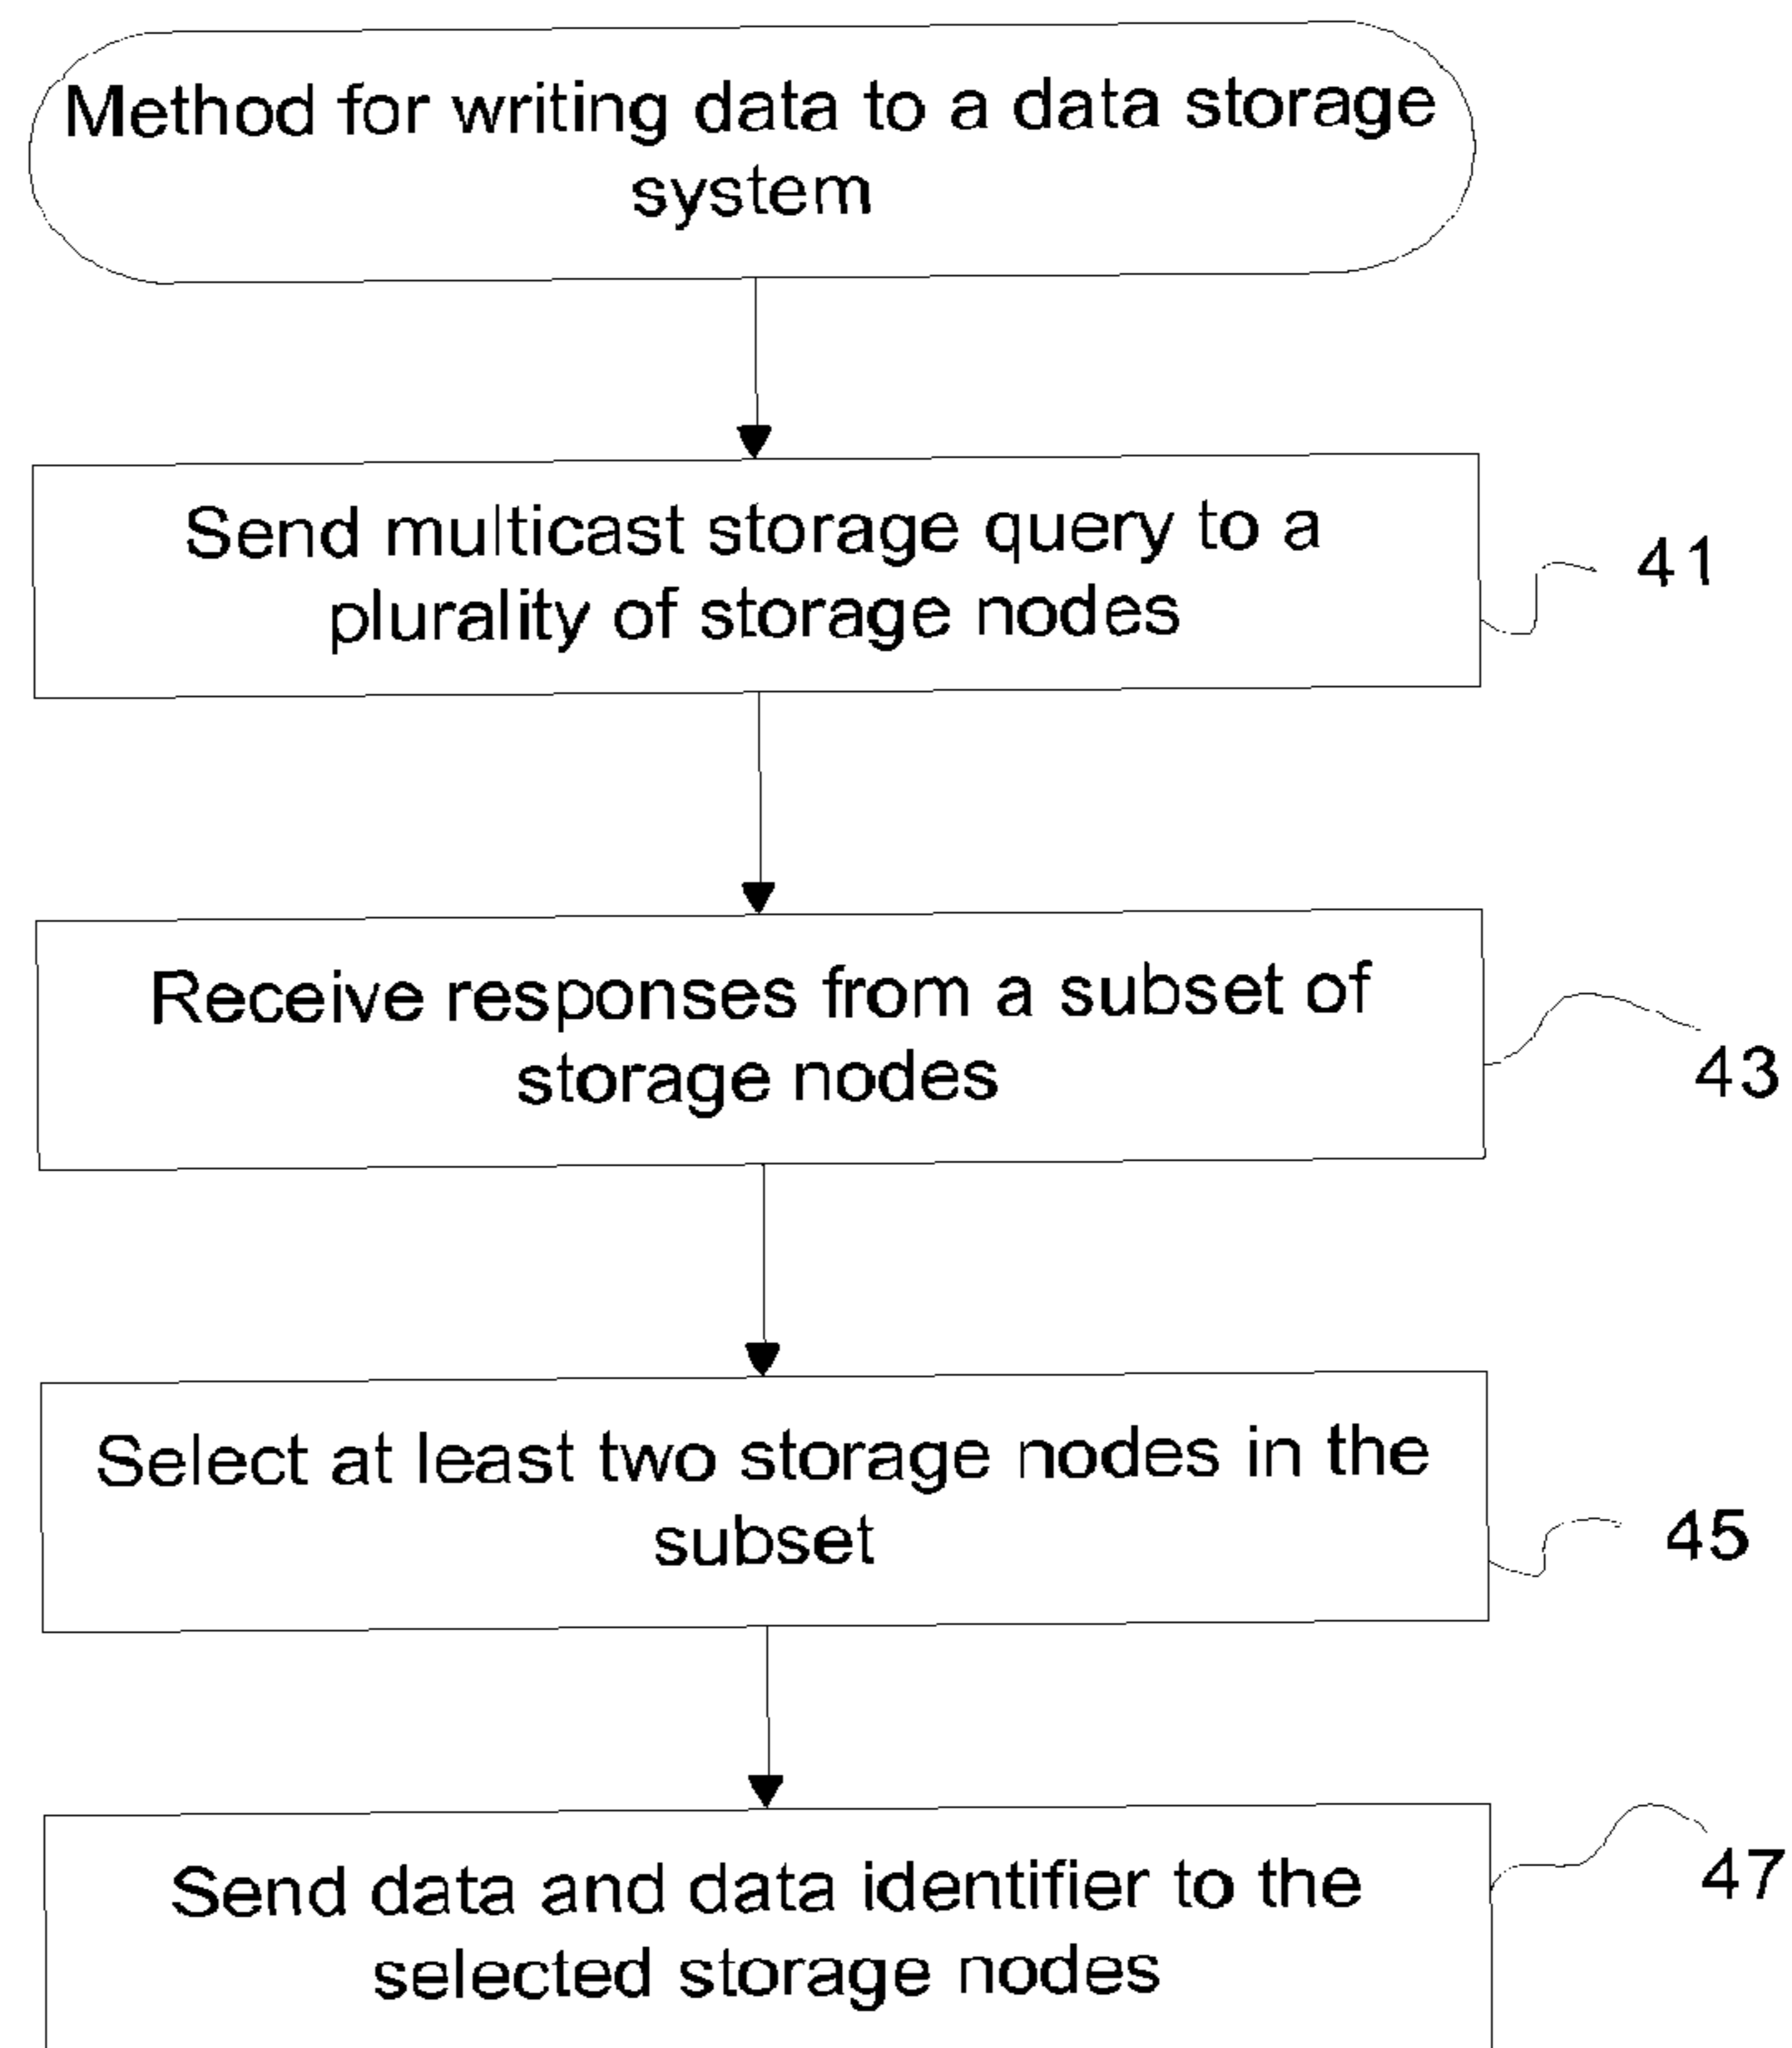 Method for writing data to a data storage
system
Send multicast storage query to a
plurality of storage nodes
41
Receive responses from a subset of
storage nodes
43
Select at least two storage nodes in the
subset
45
Send data and data identifier to the
selected storage nodes
47